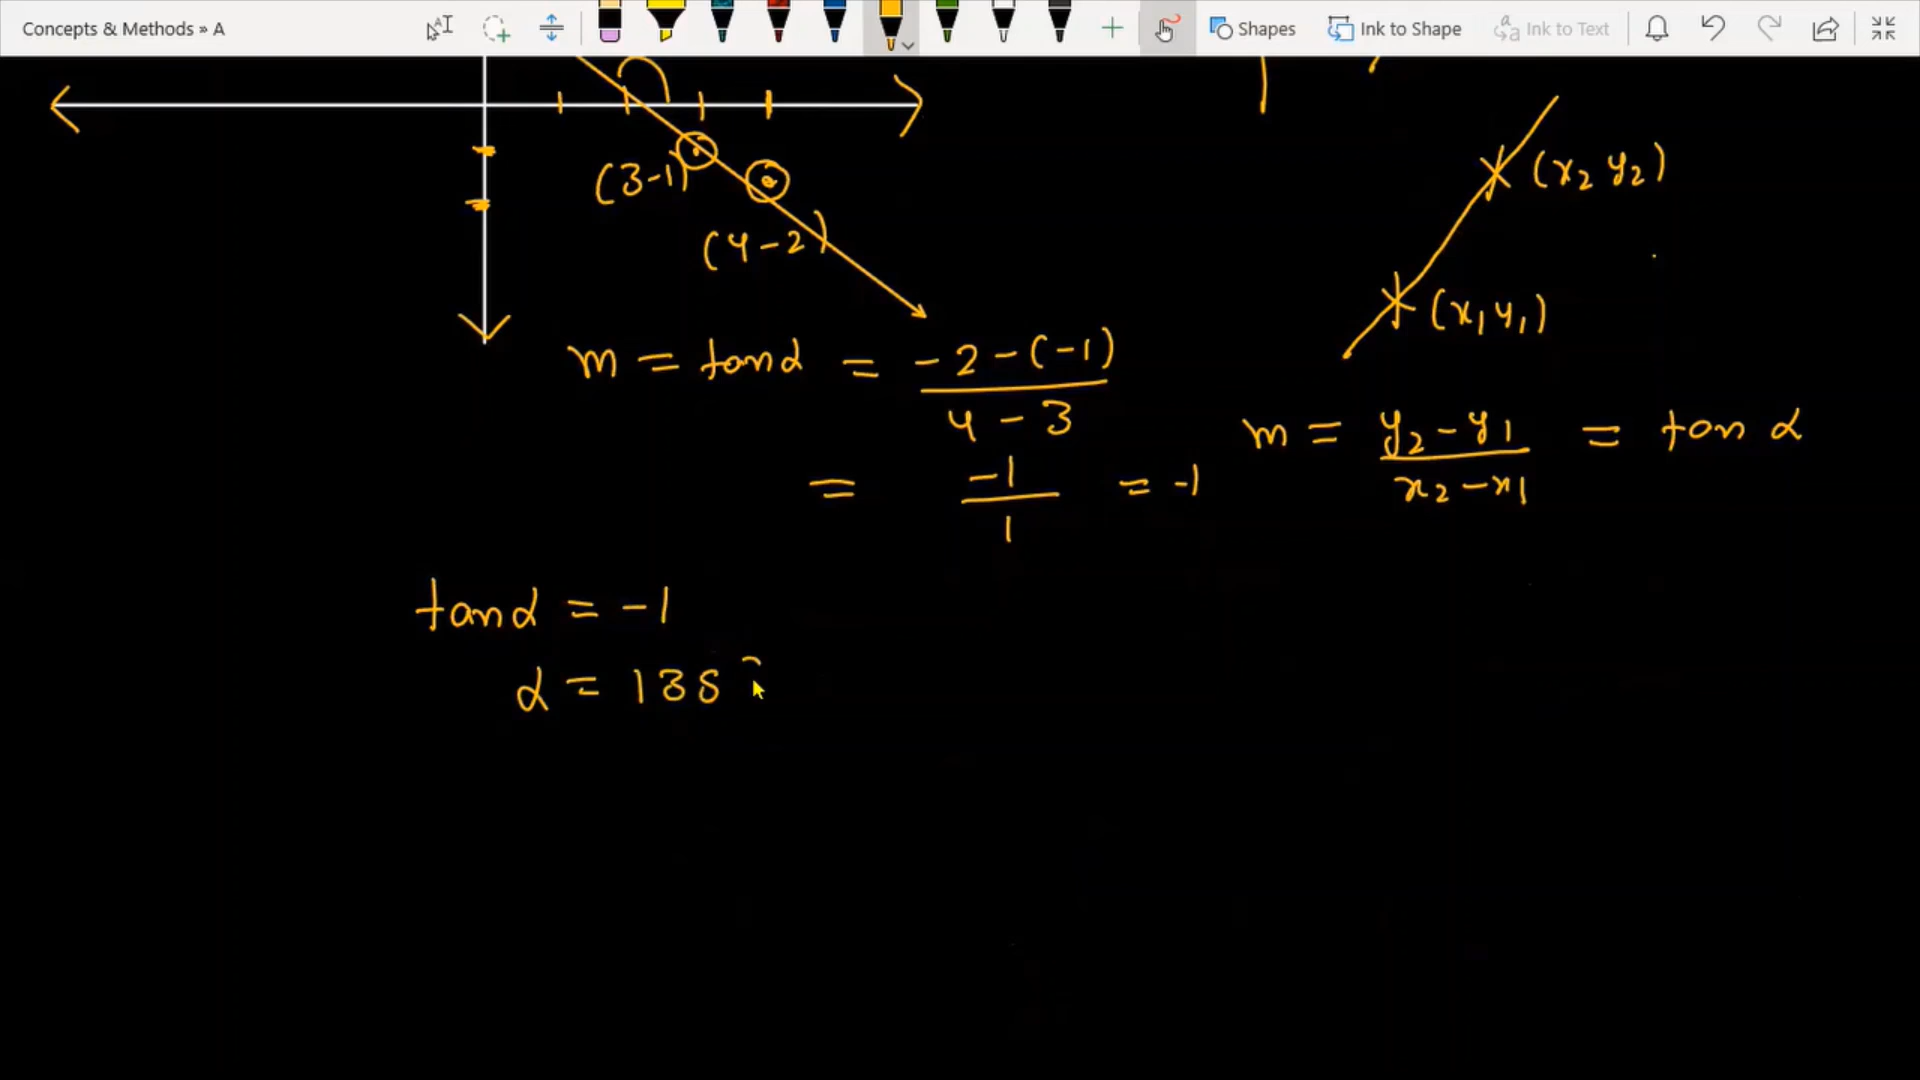 Concepts & Methods » A
Shapes
Ink to Shape
Ink to Text
(3-1)
(x2 y2)
(4-2)
(x1 y1)
m = tanα = -2-(-1) / 4-3
m = y2-y1 / x2-x1 = tan α
= -1 / 1 = -1
tanα = -1
α = 135